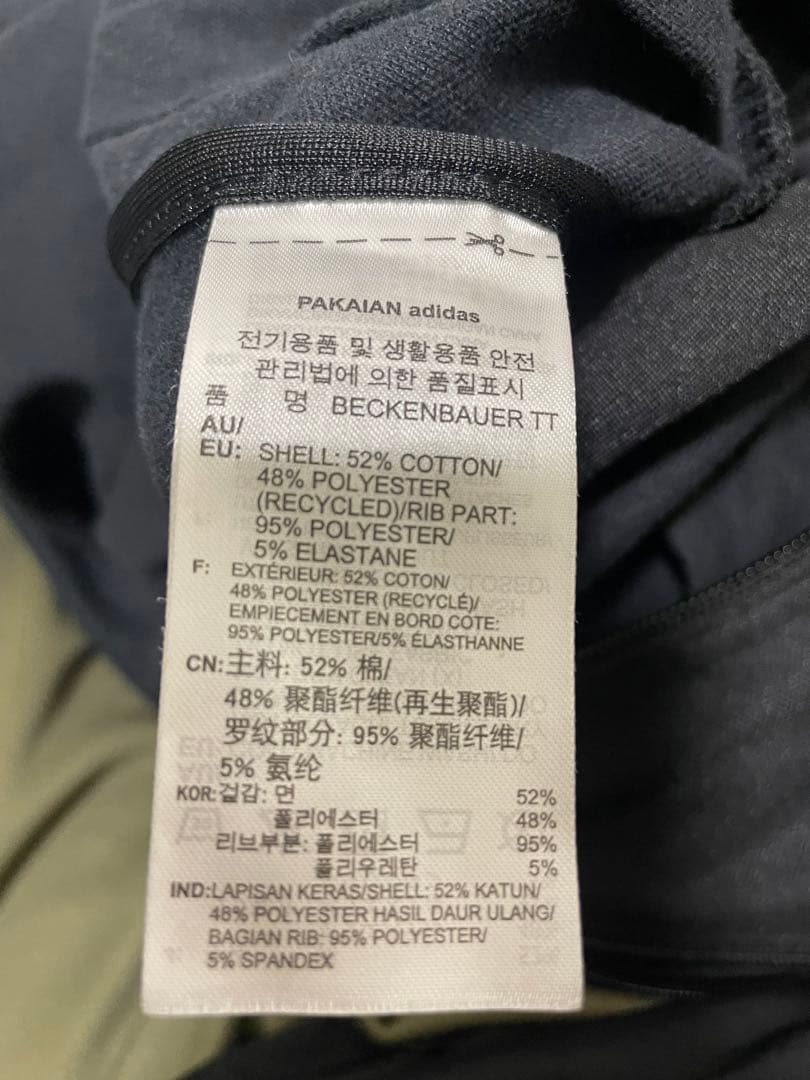 PAKAIAN adidas
전기용품 및 생활용품 안전
관리법에 의한 품질표시
품 명 BECKENBAUER TT
AU/
EU: SHELL: 52% COTTON/
48% POLYESTER
(RECYCLED)/RIB PART:
95% POLYESTER/
5% ELASTANE
F: EXTÉRIEUR: 52% COTON/
48% POLYESTER (RECYCLÉ)/
EMPIECEMENT EN BORD COTE:
95% POLYESTER/5% ÉLASTHANNE
CN:主料: 52% 棉/
48% 聚酯纤维(再生聚酯)/
罗纹部分: 95% 聚酯纤维/
5% 氨纶
KOR:겉감: 면 52%
폴리에스터 48%
리브부분: 폴리에스터 95%
폴리우레탄 5%
IND:LAPISAN KERAS/SHELL: 52% KATUN/
48% POLYESTER HASIL DAUR ULANG/
BAGIAN RIB: 95% POLYESTER/
5% SPANDEX